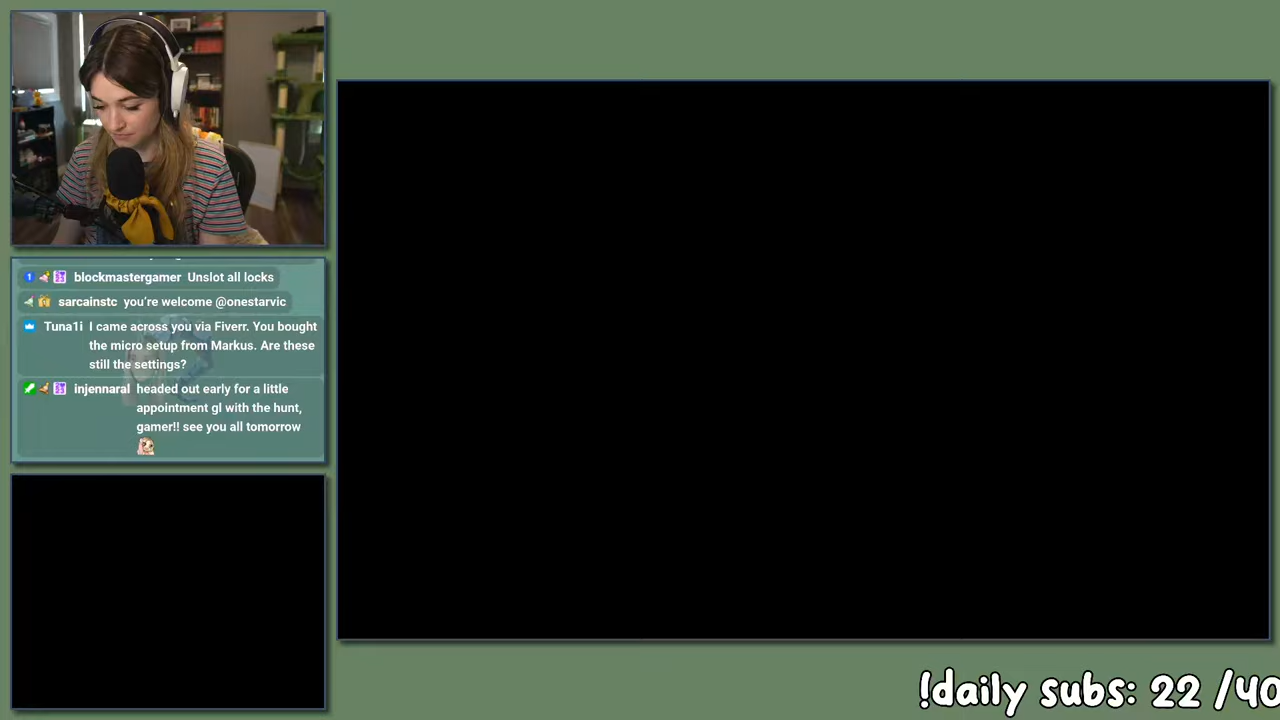 blockmastergamer Unslot all locks
sarcainstc you're welcome @onestarvic
Tuna1i I came across you via Fiverr. You bought
the micro setup from Markus. Are these
still the settings?
injennaral headed out early for a little
appointment gl with the hunt,
gamer!! see you all tomorrow
!daily subs: 22 /40